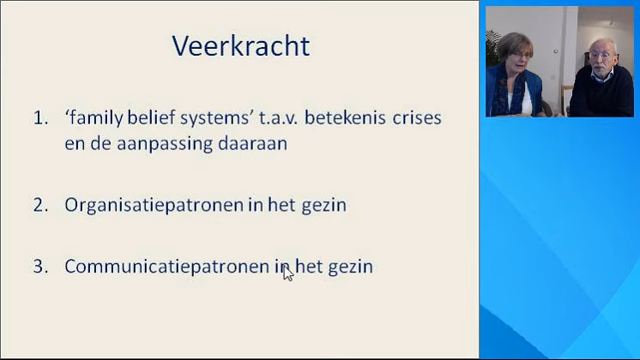 Veerkracht
1. ‘family belief systems’ t.a.v. betekenis crises
en de aanpassing daaraan
2. Organisatiepatronen in het gezin
3. Communicatiepatronen in het gezin